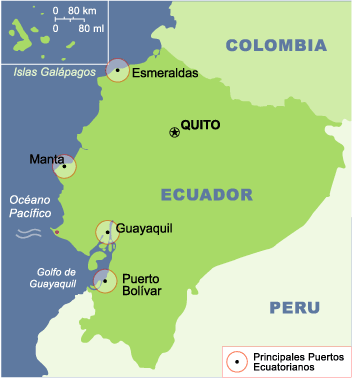 0 80 km
0 80 ml
COLOMBIA
Islas Galápagos
Esmeraldas
QUITO
Manta
ECUADOR
Océano
Pacífico
Guayaquil
Golfo de
Guayaquil
Puerto
Bolívar
PERU
Principales Puertos
Ecuatorianos